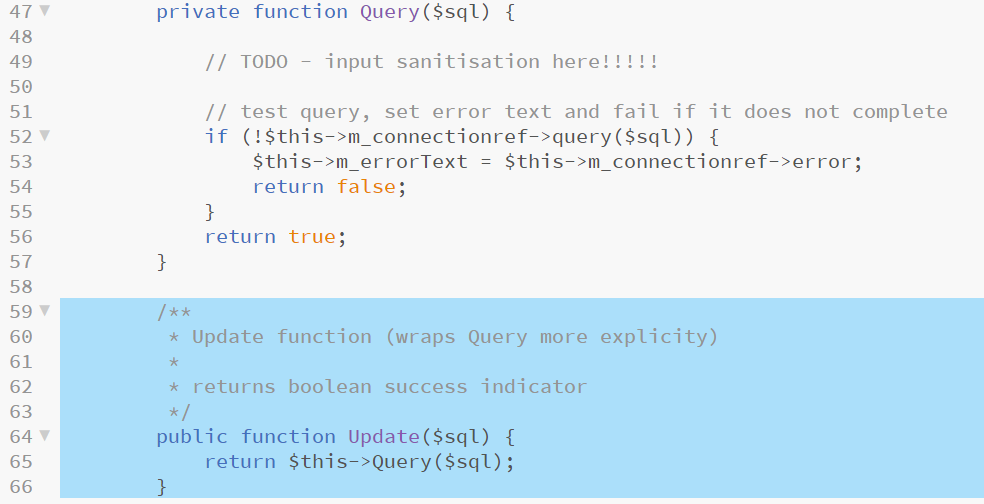 47 private function Query($sql) {
48
49 // TODO - input sanitisation here!!!!!
50
51 // test query, set error text and fail if it does not complete
52 if (!$this->m_connectionref->query($sql)) {
53 $this->m_errorText = $this->m_connectionref->error;
54 return false;
55 }
56 return true;
57 }
58
59 /**
60 * Update function (wraps Query more explicity)
61 *
62 * returns boolean success indicator
63 */
64 public function Update($sql) {
65 return $this->Query($sql);
66 }